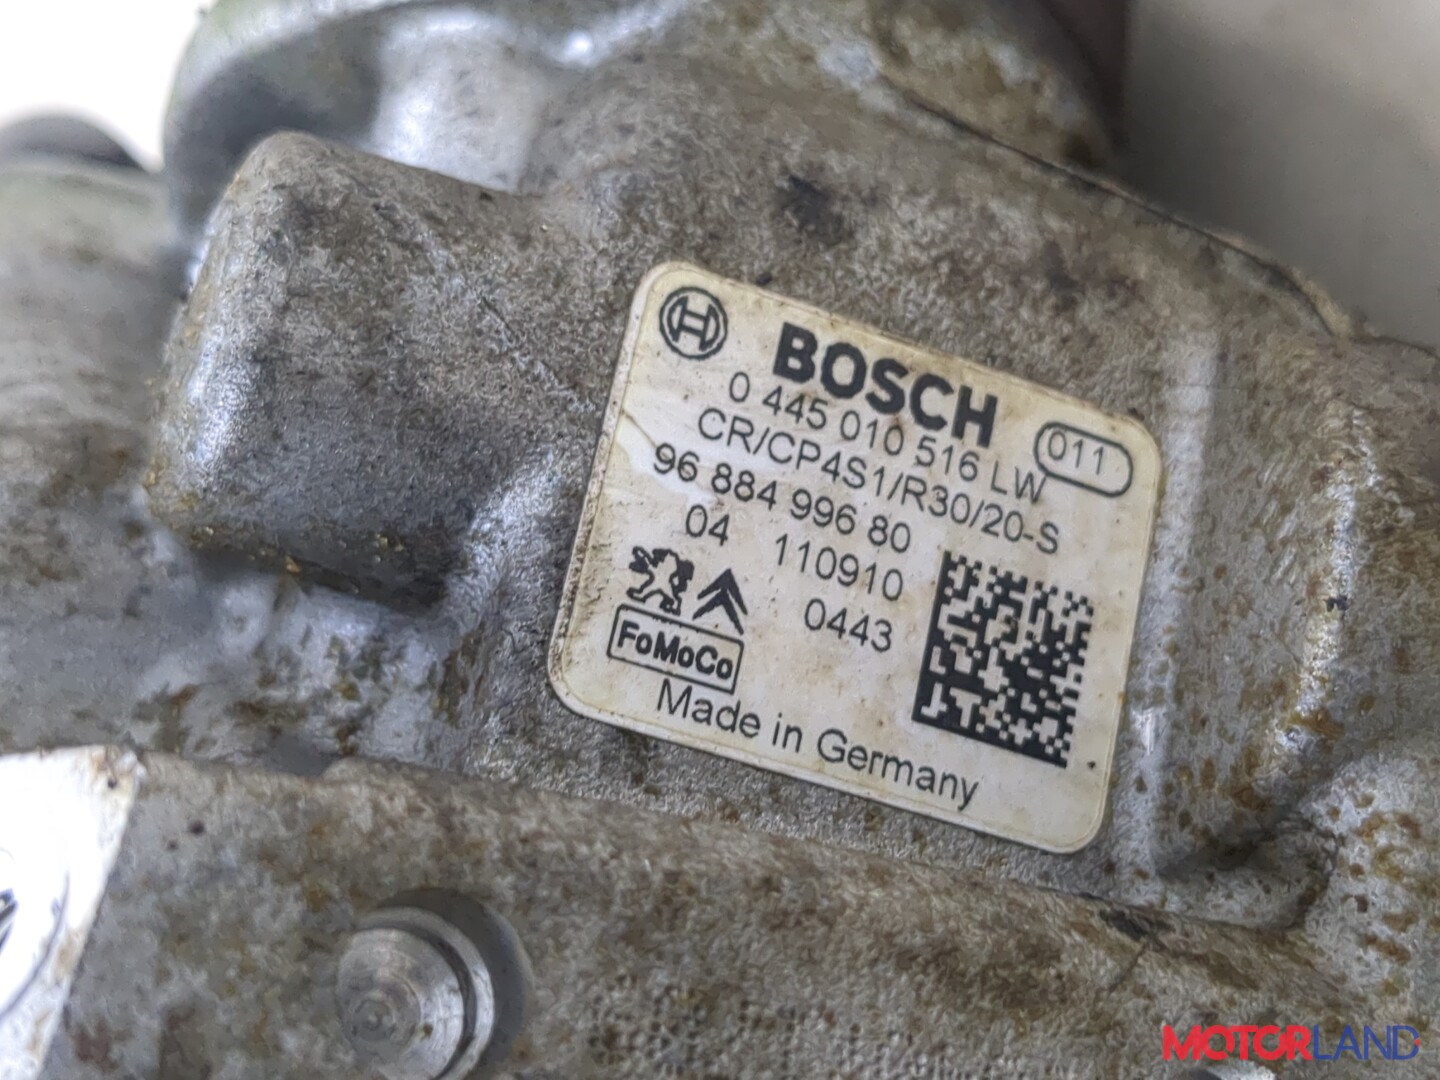 BOSCH
0 445 010 516 LW 011
CR/CP4S1/R30/20-S
96 884 996 80
04 110910
0443
FoMoCo
Made in Germany
MOTORLAND